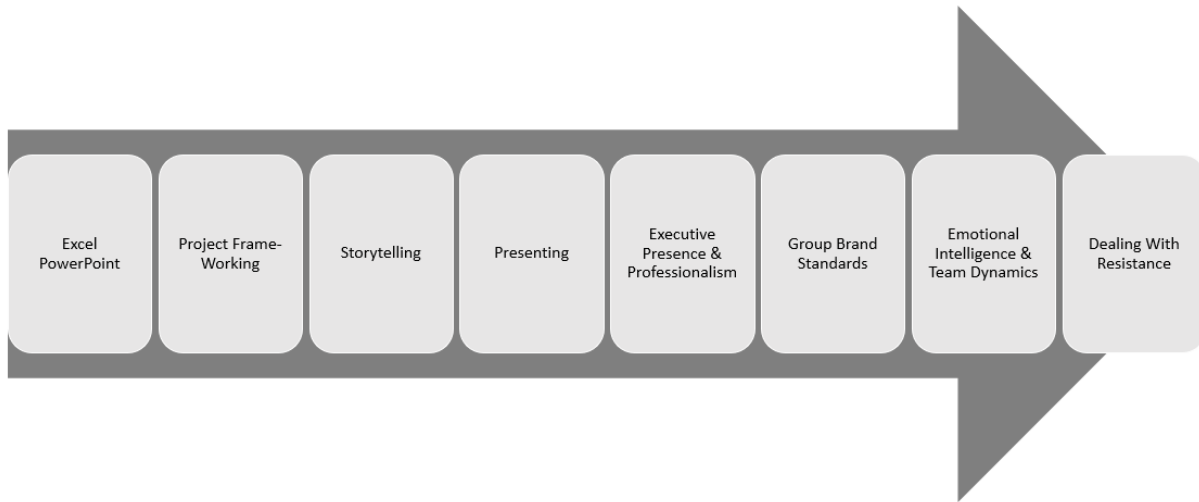 Excel
PowerPoint
Project Frame-
Working
Storytelling
Presenting
Executive
Presence &
Professionalism
Group Brand
Standards
Emotional
Intelligence &
Team Dynamics
Dealing With
Resistance